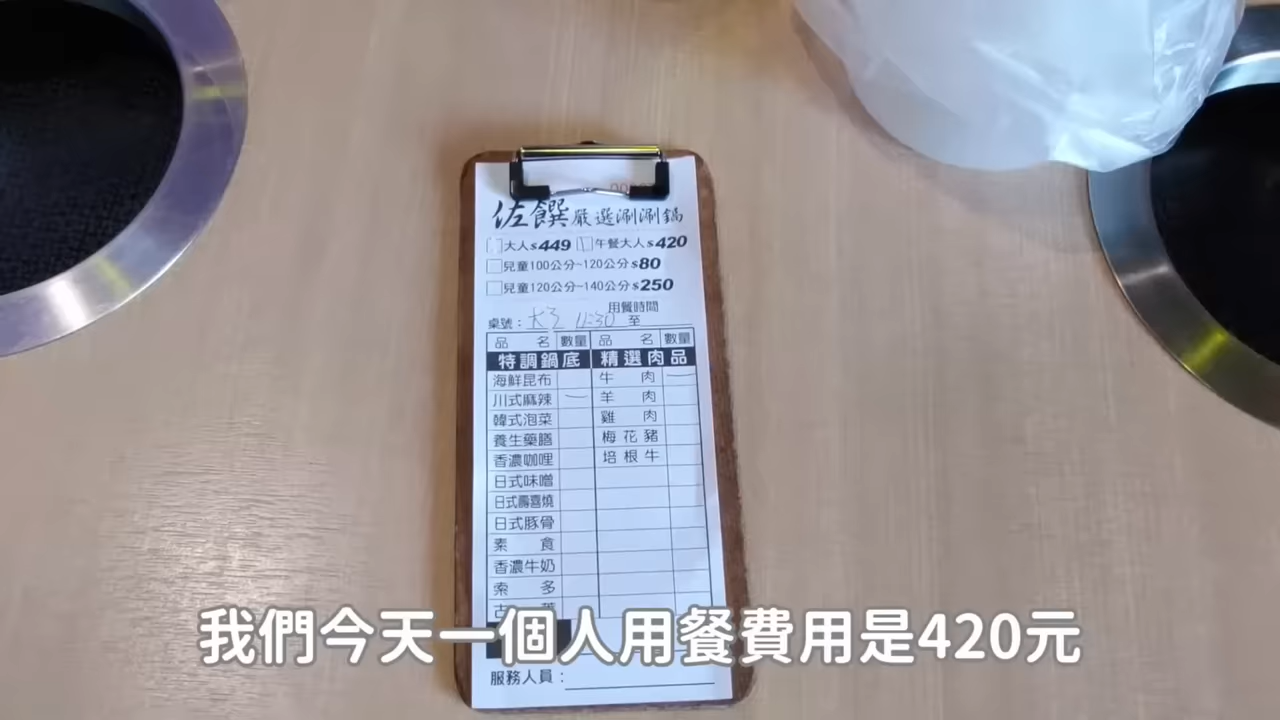 佐饌嚴選涮涮鍋
大人$449 午餐大人$420
兒童100公分~120公分$80
兒童120公分~140公分$250
用餐時間
桌號: 11:30 至
品 名 數量 品 名 數量
特調鍋底 精選肉品
海鮮昆布 牛 肉 一
川式麻辣 一 羊 肉
韓式泡菜 雞 肉
養生藥膳 梅花豬
香濃咖哩 培根牛
日式味噌
日式壽喜燒
日式豚骨
素 食
香濃牛奶
索 多
古
我們今天一個人用餐費用是420元
服務人員: